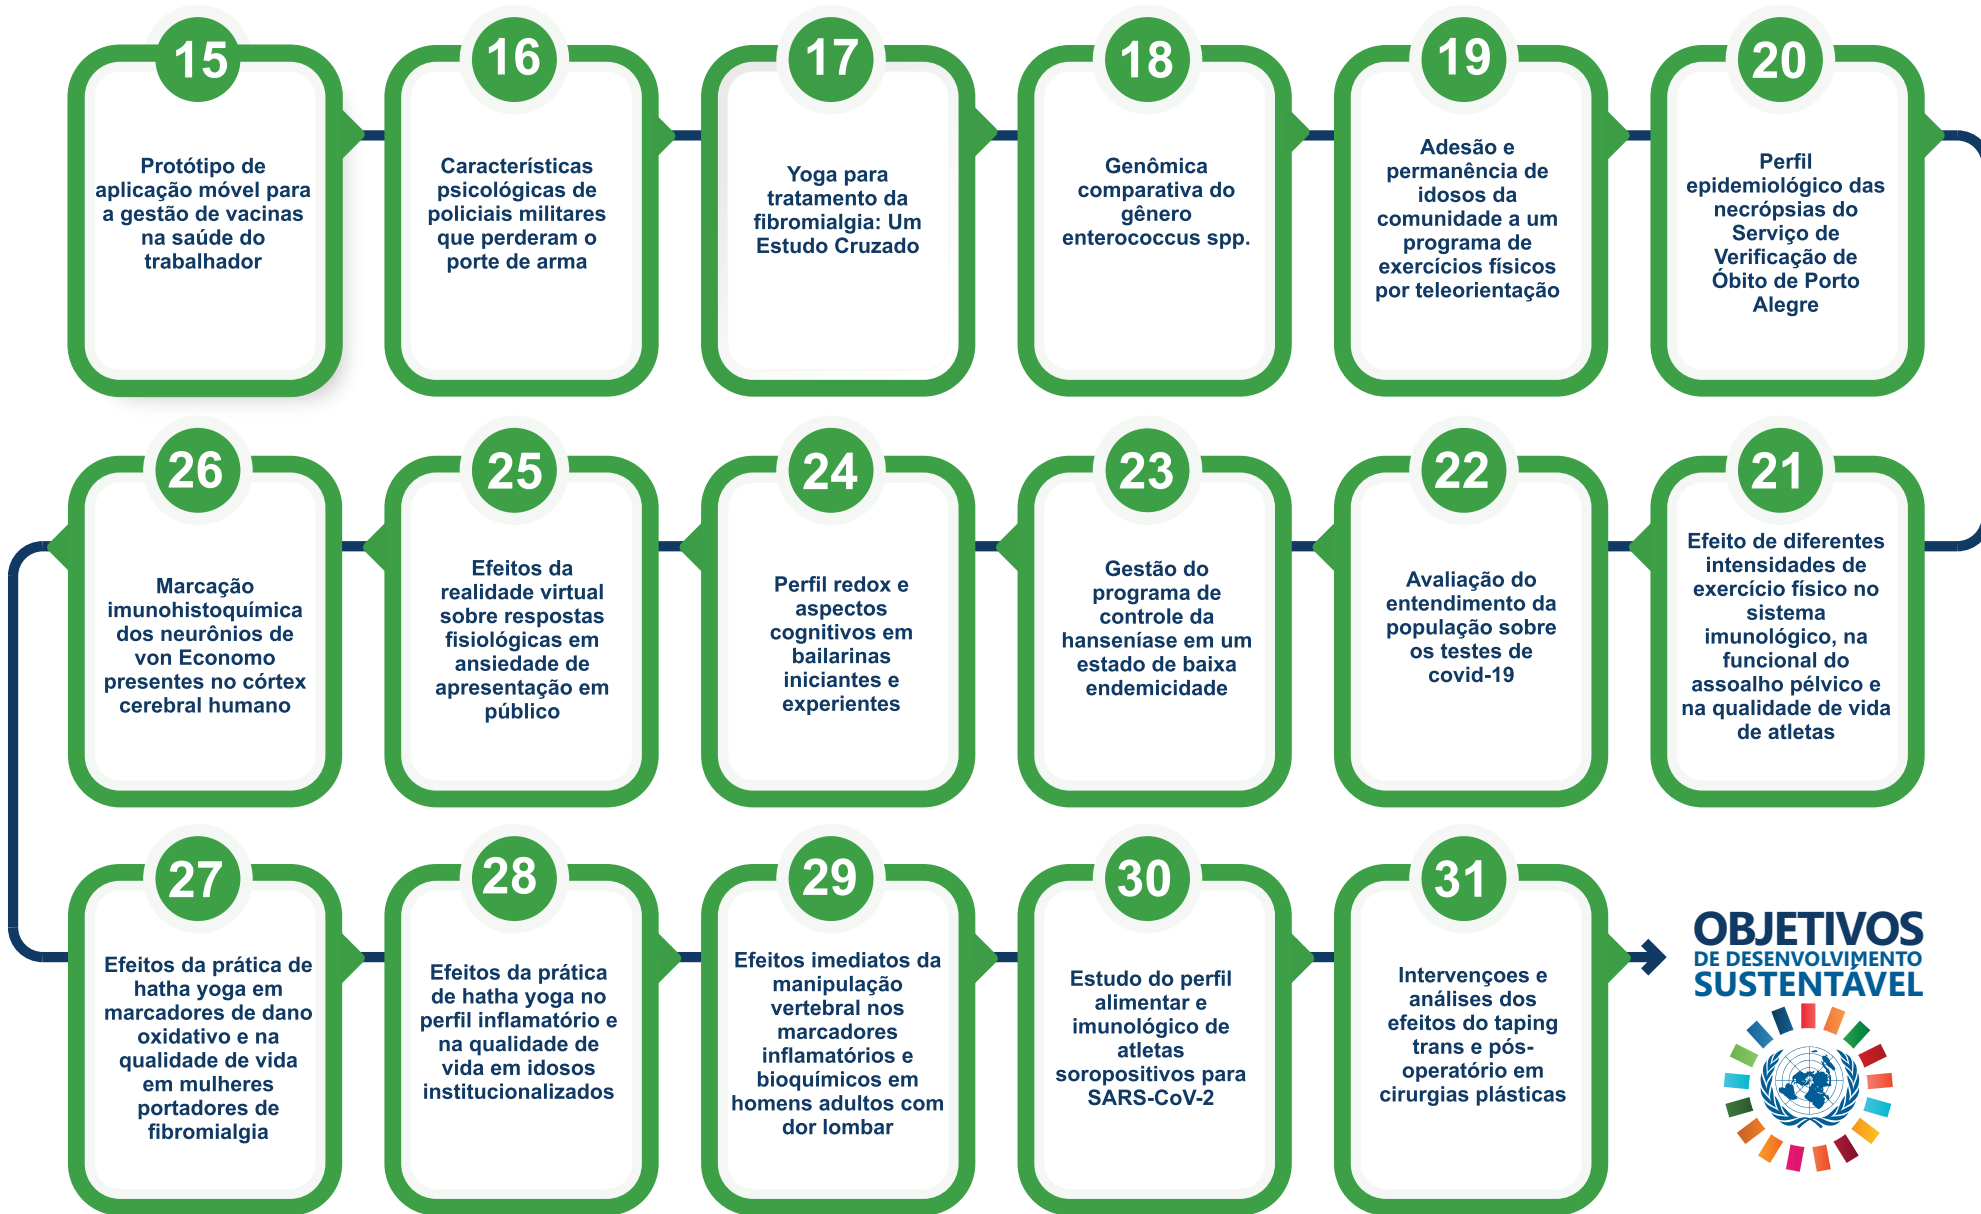 15
Protótipo de
aplicação móvel para
a gestão de vacinas
na saúde do
trabalhador
16
Características
psicológicas de
policiais militares
que perderam o
porte de arma
17
Yoga para
tratamento da
fibromialgia: Um
Estudo Cruzado
18
Genômica
comparativa do
gênero
enterococcus spp.
19
Adesão e
permanência de
idosos da
comunidade a um
programa de
exercícios físicos
por teleorientação
20
Perfil
epidemiológico das
necrópsias do
Serviço de
Verificação de
Óbito de Porto
Alegre
21
Efeito de diferentes
intensidades de
exercício físico no
sistema
imunológico, na
funcional do
assoalho pélvico e
na qualidade de vida
de atletas
22
Avaliação do
entendimento da
população sobre
os testes de
covid-19
23
Gestão do
programa de
controle da
hanseníase em um
estado de baixa
endemicidade
24
Perfil redox e
aspectos
cognitivos em
bailarinas
iniciantes e
experientes
25
Efeitos da
realidade virtual
sobre respostas
fisiológicas em
ansiedade de
apresentação em
público
26
Marcação
imunohistoquímica
dos neurônios de
von Economo
presentes no córtex
cerebral humano
27
Efeitos da prática de
hatha yoga em
marcadores de dano
oxidativo e na
qualidade de vida
em mulheres
portadores de
fibromialgia
28
Efeitos da prática
de hatha yoga no
perfil inflamatório e
na qualidade de
vida em idosos
institucionalizados
29
Efeitos imediatos da
manipulação
vertebral nos
marcadores
inflamatórios e
bioquímicos em
homens adultos com
dor lombar
30
Estudo do perfil
alimentar e
imunológico de
atletas
soropositivos para
SARS-CoV-2
31
Intervençoes e
análises dos
efeitos do taping
trans e pós-
operatório em
cirurgias plásticas
OBJETIVOS
DE DESENVOLVIMENTO
SUSTENTÁVEL